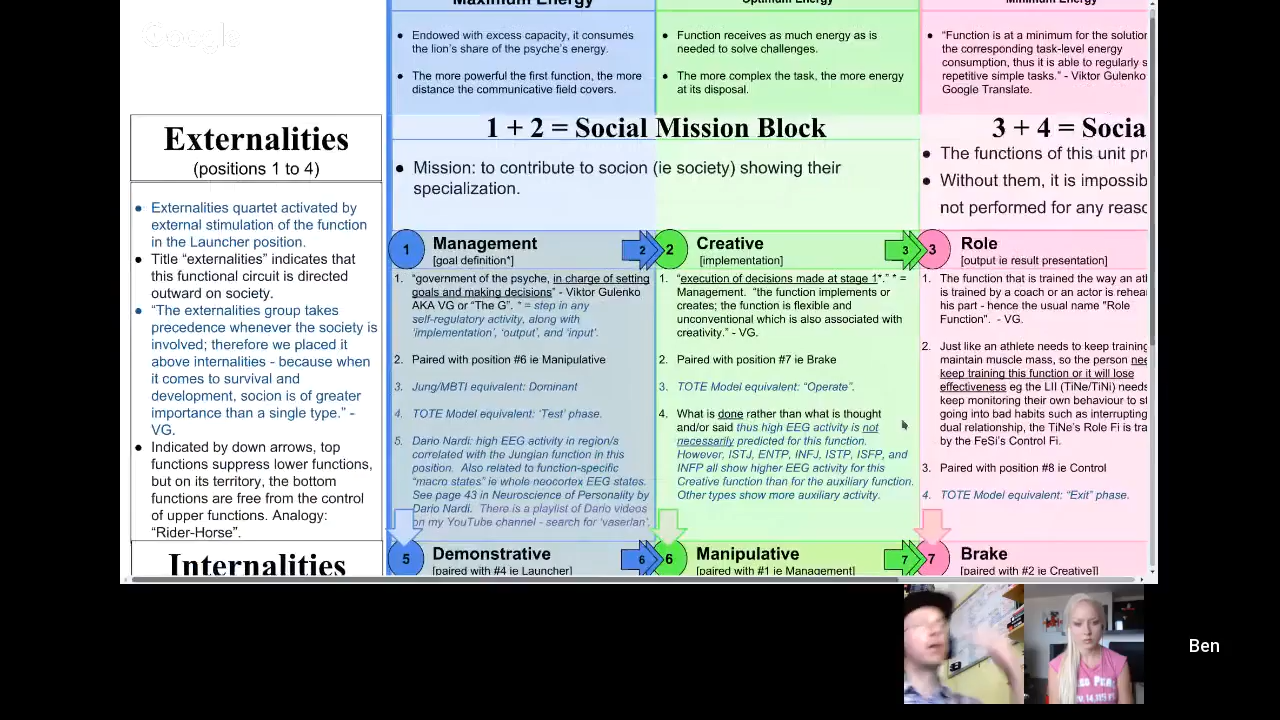 Google
Maximum Energy
Optimum Energy
Minimum Energy
● Endowed with excess capacity, it consumes
the lion's share of the psyche's energy.
● The more powerful the first function, the more
distance the communicative field covers.
● Function receives as much energy as is
needed to solve challenges.
● The more complex the task, the more energy
at its disposal.
● "Function is at a minimum for the solution
the corresponding task-level energy
consumption, thus it is able to regularly s
repetitive simple tasks." - Viktor Gulenko
Google Translate.
Externalities
(positions 1 to 4)
● Externalities quartet activated by
external stimulation of the function
in the Launcher position.
● Title "externalities" indicates that
this functional circuit is directed
outward on society.
● "The externalities group takes
precedence whenever the society is
involved; therefore we placed it
above internalities - because when
it comes to survival and
development, socion is of greater
importance than a single type." -
VG.
● Indicated by down arrows, top
functions suppress lower functions,
but on its territory, the bottom
functions are free from the control
of upper functions. Analogy:
"Rider-Horse".
Internalities
1 + 2 = Social Mission Block
● Mission: to contribute to socion (ie society) showing their
specialization.
3 + 4 = Socia
● The functions of this unit pr
● Without them, it is impossib
not performed for any reaso
1 Management 2
[goal definition*]
1. "government of the psyche, in charge of setting
goals and making decisions" - Viktor Gulenko
AKA VG or "The G". * = step in any
self-regulatory activity, along with
'implementation', 'output', and 'input'.
2. Paired with position #6 ie Manipulative
3. Jung/MBTI equivalent: Dominant
4. TOTE Model equivalent: 'Test' phase.
5. Dario Nardi: high EEG activity in region/s
correlated with the Jungian function in this
position. Also related to function-specific
"macro states" ie whole neocortex EEG states.
See page 43 in Neuroscience of Personality by
Dario Nardi. There is a playlist of Dario videos
on my YouTube channel - search for 'vaserlan'.
2 Creative 3
[implementation]
1. "execution of decisions made at stage 1*." * =
Management. "the function implements or
creates; the function is flexible and
unconventional which is also associated with
creativity." - VG.
2. Paired with position #7 ie Brake
3. TOTE Model equivalent: "Operate".
4. What is done rather than what is thought
and/or said thus high EEG activity is not
necessarily predicted for this function.
However, ISTJ, ENTP, INFJ, ISTP, ISFP, and
INFP all show higher EEG activity for this
Creative function than for the auxiliary function.
Other types show more auxiliary activity.
3 Role
[output ie result presentation]
1. The function that is trained the way an ath
is trained by a coach or an actor is rehear
his part - hence the usual name "Role
Function". - VG.
2. Just like an athlete needs to keep training
maintain muscle mass, so the person nee
keep training this function or it will lose
effectiveness eg the LII (TiNe/TiNi) needs
keep monitoring their own behaviour to st
going into bad habits such as interrupting
dual relationship, the TiNe's Role Fi is tra
by the FeSi's Control Fi.
3. Paired with position #8 ie Control
4. TOTE Model equivalent: "Exit" phase.
5 Demonstrative 6
[paired with #4 ie Launcher]
6 Manipulative 7
[paired with #1 ie Management]
7 Brake
[paired with #2 ie Creative]]
Ben